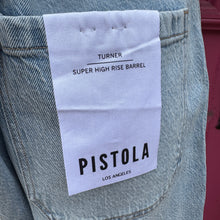 TURNER
SUPER HIGH RISE BARREL
PISTOLA
LOS ANGELES